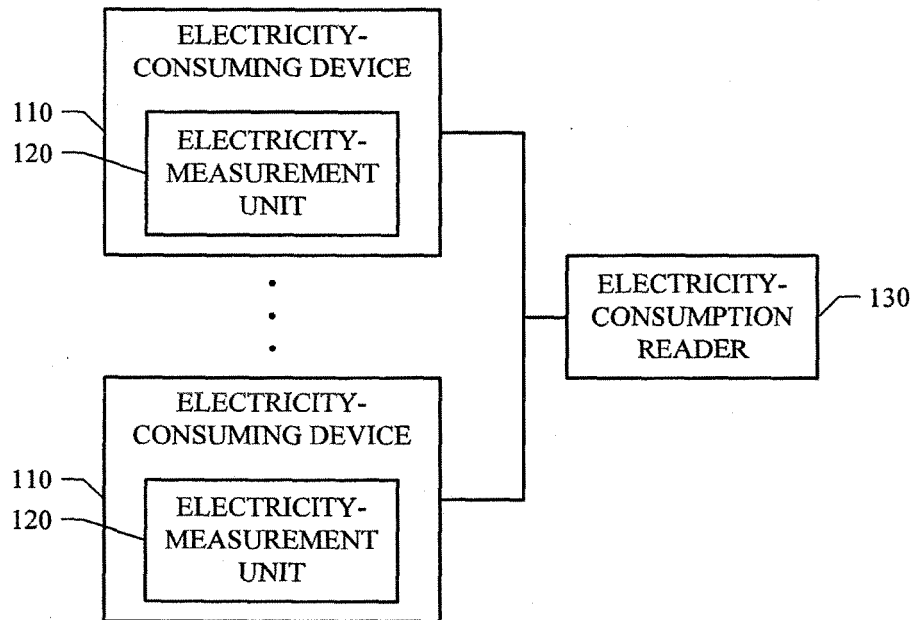 ELECTRICITY-
CONSUMING DEVICE
110
120
ELECTRICITY-
MEASUREMENT
UNIT
ELECTRICITY-
CONSUMPTION
READER
130
ELECTRICITY-
CONSUMING DEVICE
110
120
ELECTRICITY-
MEASUREMENT
UNIT